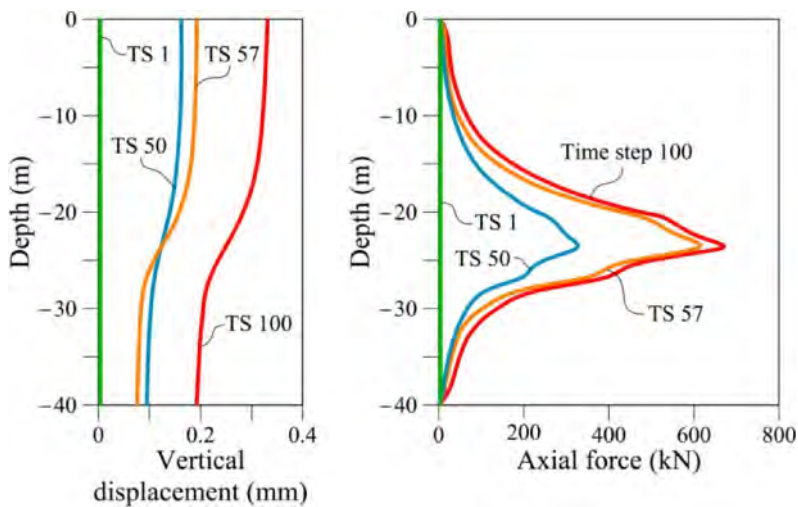 0
−10
−20
−30
−40
Depth (m)
TS 1
TS 57
TS 50
TS 100
0
0.2
0.4
Vertical
displacement (mm)
0
−10
−20
−30
−40
Depth (m)
Time step 100
TS 1
TS 50
TS 57
0
200
400
600
800
Axial force (kN)